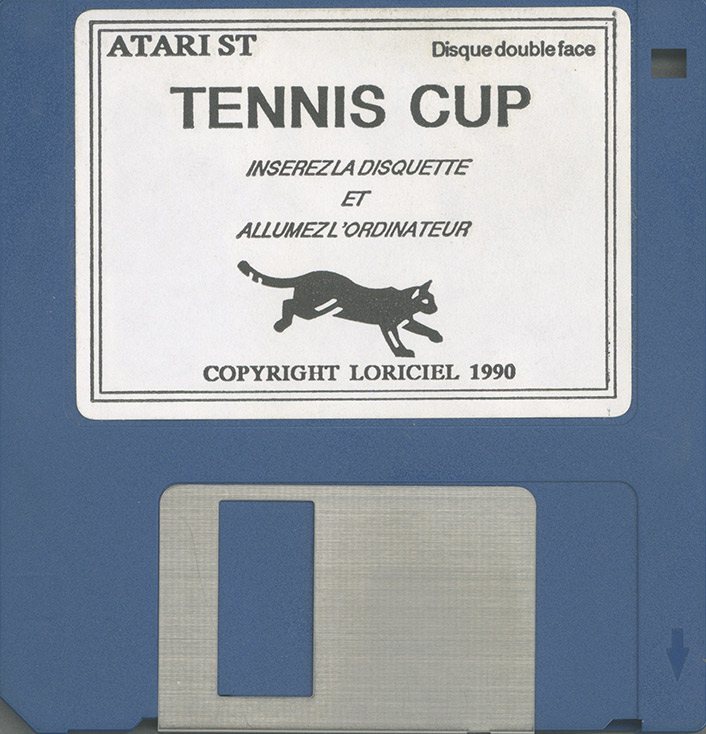 ATARI ST
Disque double face
TENNIS CUP
INSEREZ LA DISQUETTE
ET
ALLUMEZ L'ORDINATEUR
COPYRIGHT LORICIEL 1990